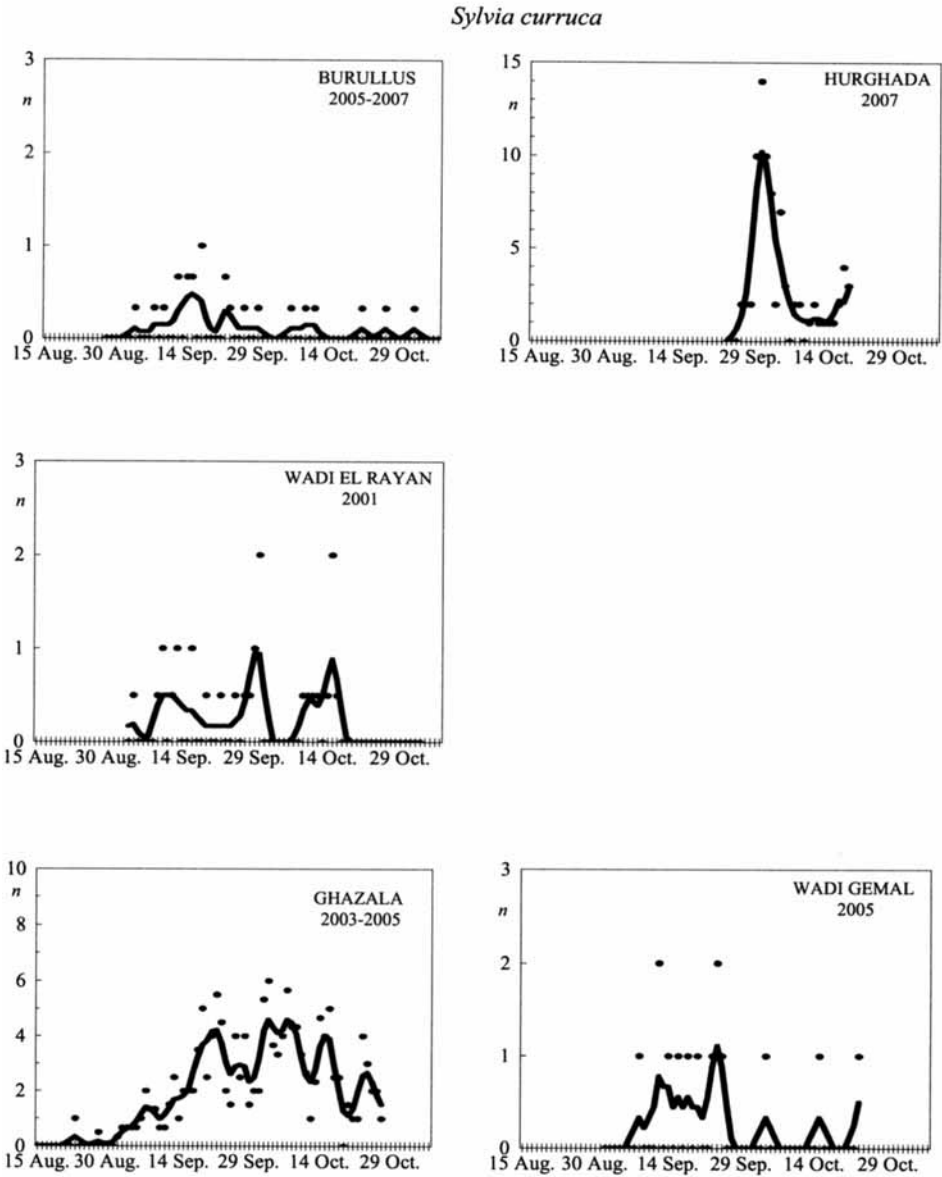 Sylvia curruca
3
n
2
1
0
BURULLUS
2005-2007
15 Aug. 30 Aug. 14 Sep. 29 Sep. 14 Oct. 29 Oct.
15
n
10
5
0
HURGHADA
2007
15 Aug. 30 Aug. 14 Sep. 29 Sep. 14 Oct. 29 Oct.
3
n
2
1
0
WADI EL RAYAN
2001
15 Aug. 30 Aug. 14 Sep. 29 Sep. 14 Oct. 29 Oct.
10
n
8
6
4
2
0
GHAZALA
2003-2005
15 Aug. 30 Aug. 14 Sep. 29 Sep. 14 Oct. 29 Oct.
3
n
2
1
0
WADI GEMAL
2005
15 Aug. 30 Aug. 14 Sep. 29 Sep. 14 Oct. 29 Oct.